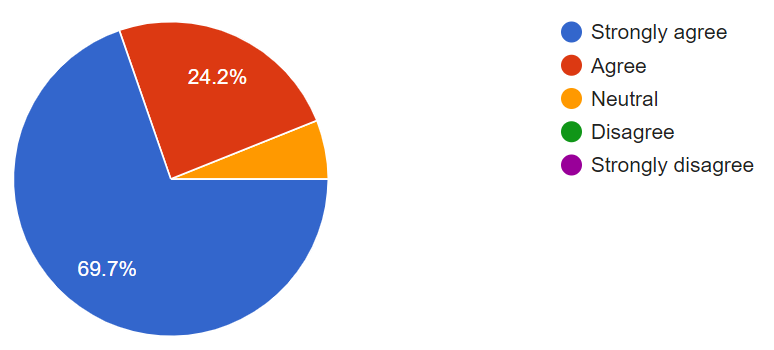 24.2%
69.7%
Strongly agree
Agree
Neutral
Disagree
Strongly disagree